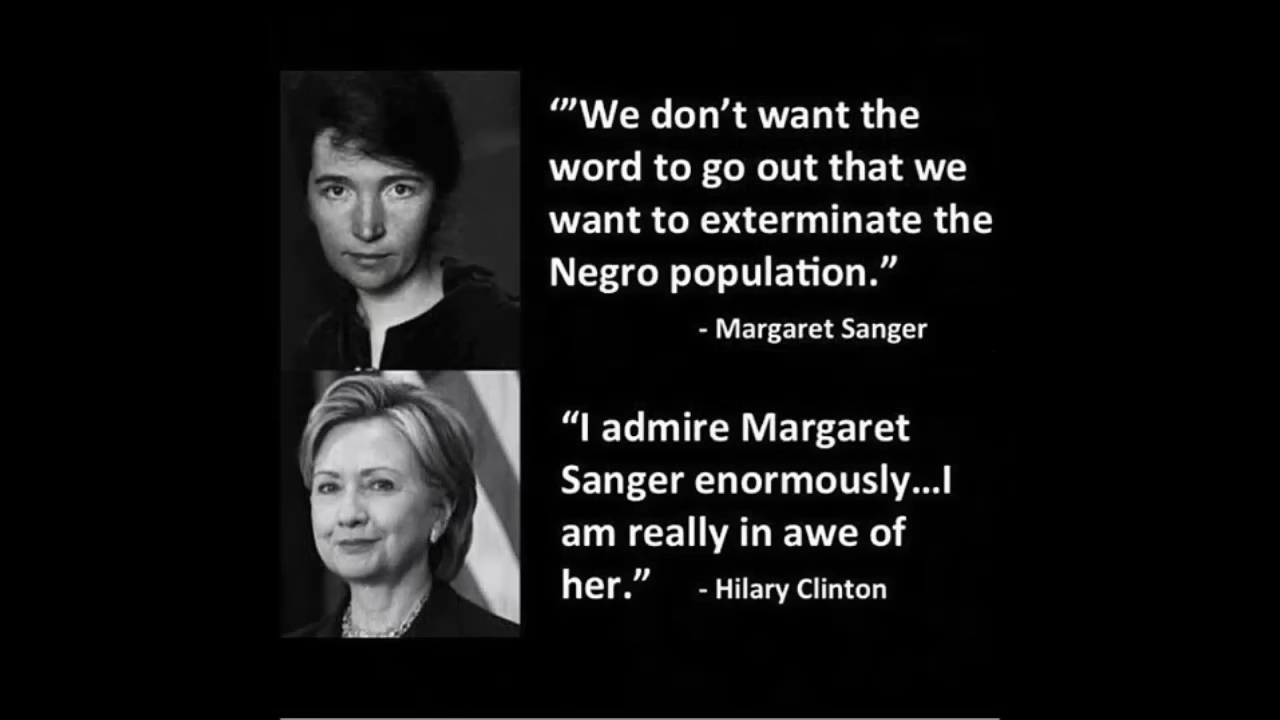 “’”We don’t want the
word to go out that we
want to exterminate the
Negro population.”
- Margaret Sanger
“I admire Margaret
Sanger enormously...I
am really in awe of
her.” - Hilary Clinton